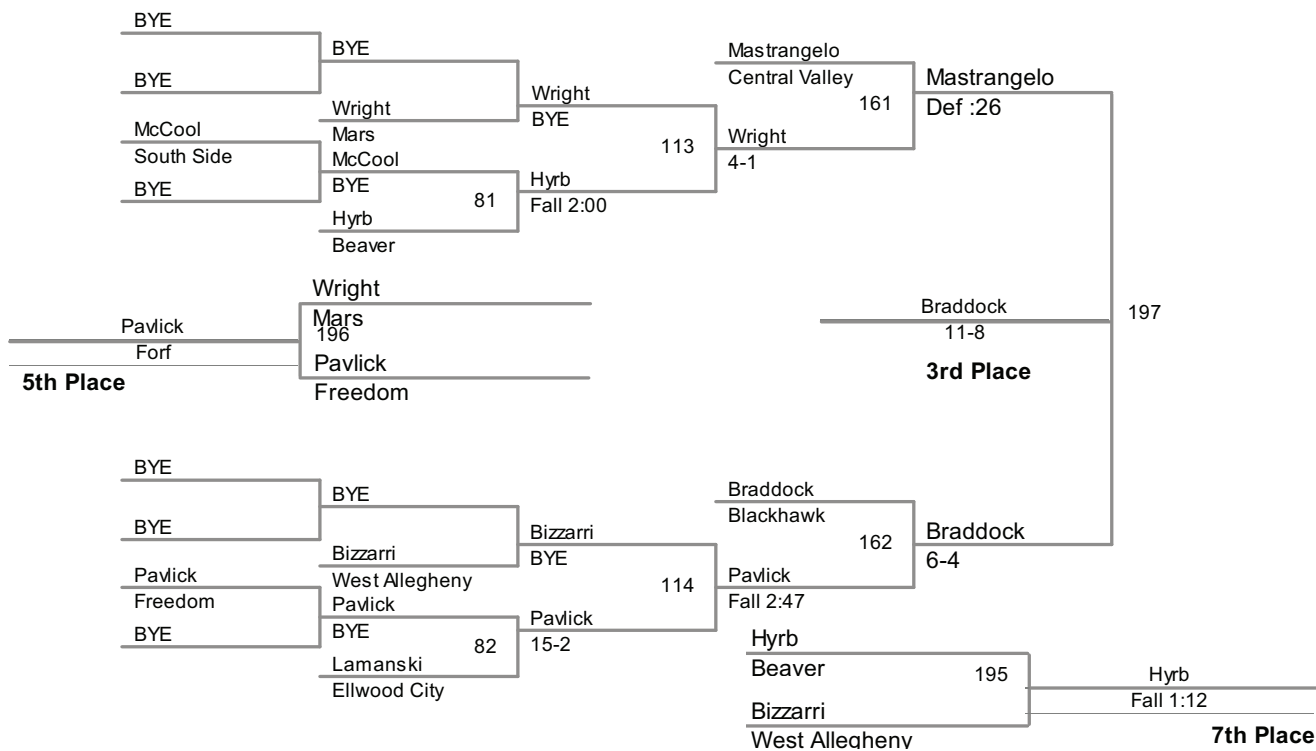 BYE
BYE
BYE
Wright
Mars
Wright
BYE
McCool
South Side
BYE
McCool
BYE
81
Hyrb
Beaver
Hyrb
Fall 2:00
113
Mastrangelo
Central Valley
161
Wright
4-1
Mastrangelo
Def :26
Wright
Mars
196
Pavlick
Freedom
Pavlick
Forf
5th Place
Braddock
11-8
3rd Place
197
BYE
BYE
BYE
Bizzarri
West Allegheny
Bizzarri
BYE
Pavlick
Freedom
BYE
Pavlick
BYE
82
Lamanski
Ellwood City
Pavlick
15-2
114
Braddock
Blackhawk
162
Pavlick
Fall 2:47
Braddock
6-4
Hyrb
Beaver
195
Bizzarri
West Allegheny
Hyrb
Fall 1:12
7th Place